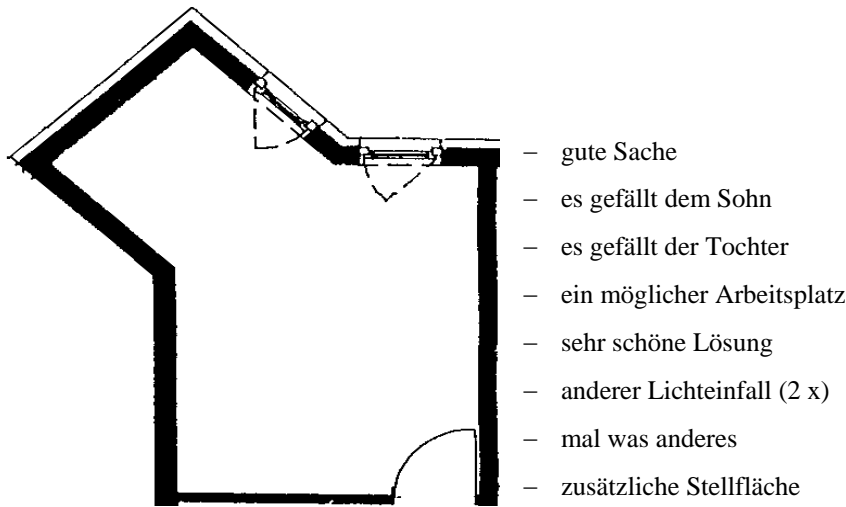 – gute Sache
– es gefällt dem Sohn
– es gefällt der Tochter
– ein möglicher Arbeitsplatz
– sehr schöne Lösung
– anderer Lichteinfall (2 x)
– mal was anderes
– zusätzliche Stellfläche